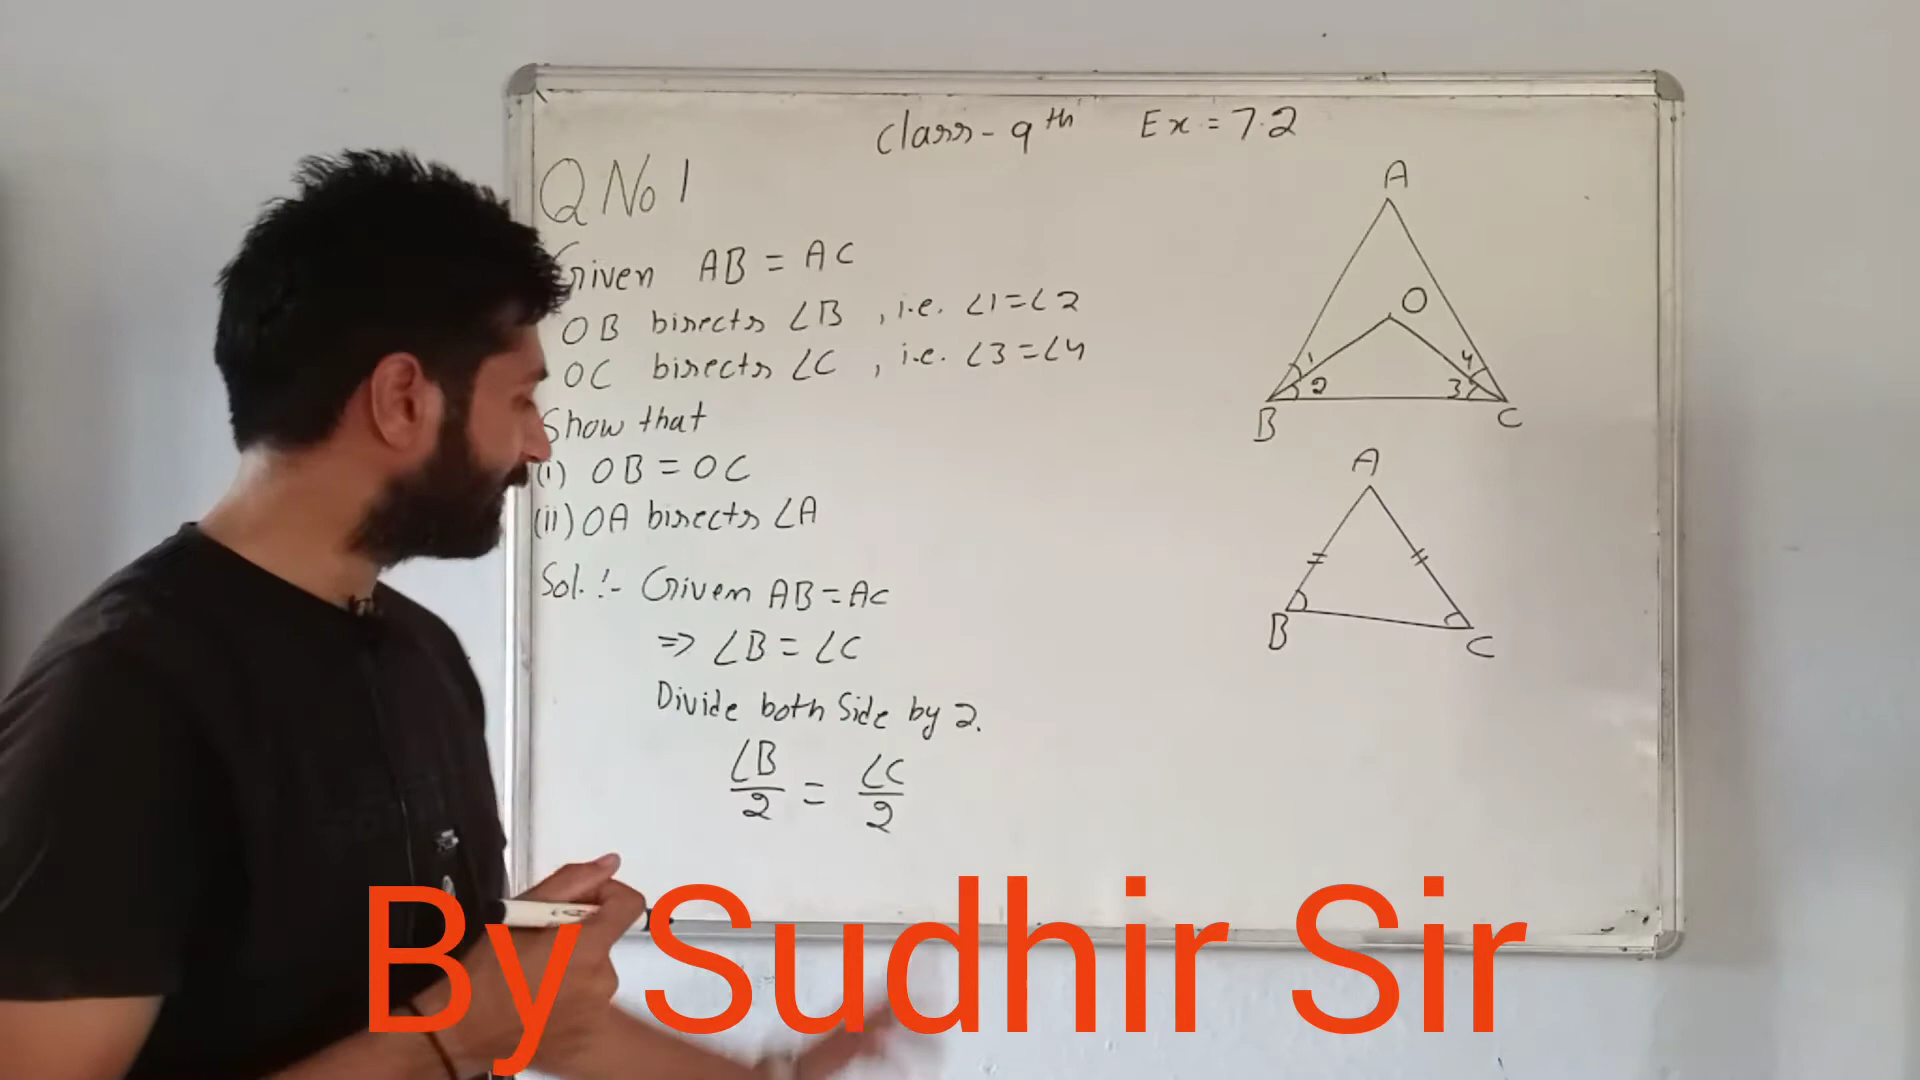 Class-9th Ex=7.2
Q No 1
Given AB = AC
OB bisects ∠B , i.e. ∠1=∠2
OC bisects ∠C , i.e. ∠3=∠4
Show that
(i) OB = OC
(ii) OA bisects ∠A
Sol.:- Given AB=AC
=> ∠B = ∠C
Divide both Side by 2.
∠B/2 = ∠C/2
A
O
1
4
2
3
B
C
A
B
C
By Sudhir Sir